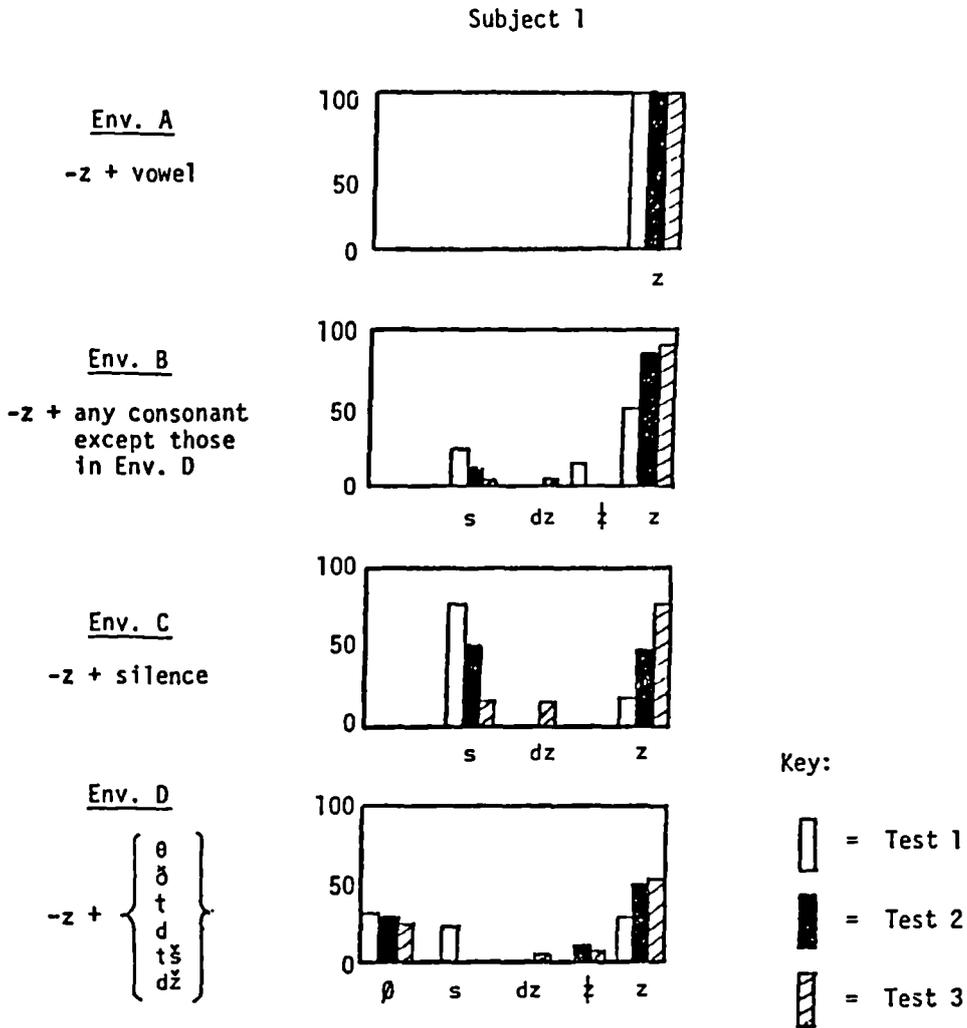 Subject 1
Env. A
-z + vowel
100
50
0
z
Env. B
-z + any consonant
except those
in Env. D
100
50
0
s dz ƶ z
Env. C
-z + silence
100
50
0
s dz z
Env. D
-z + { θ
ð
t
d
tš
dž }
100
50
0
ø s dz ƶ z
Key:
= Test 1
= Test 2
= Test 3